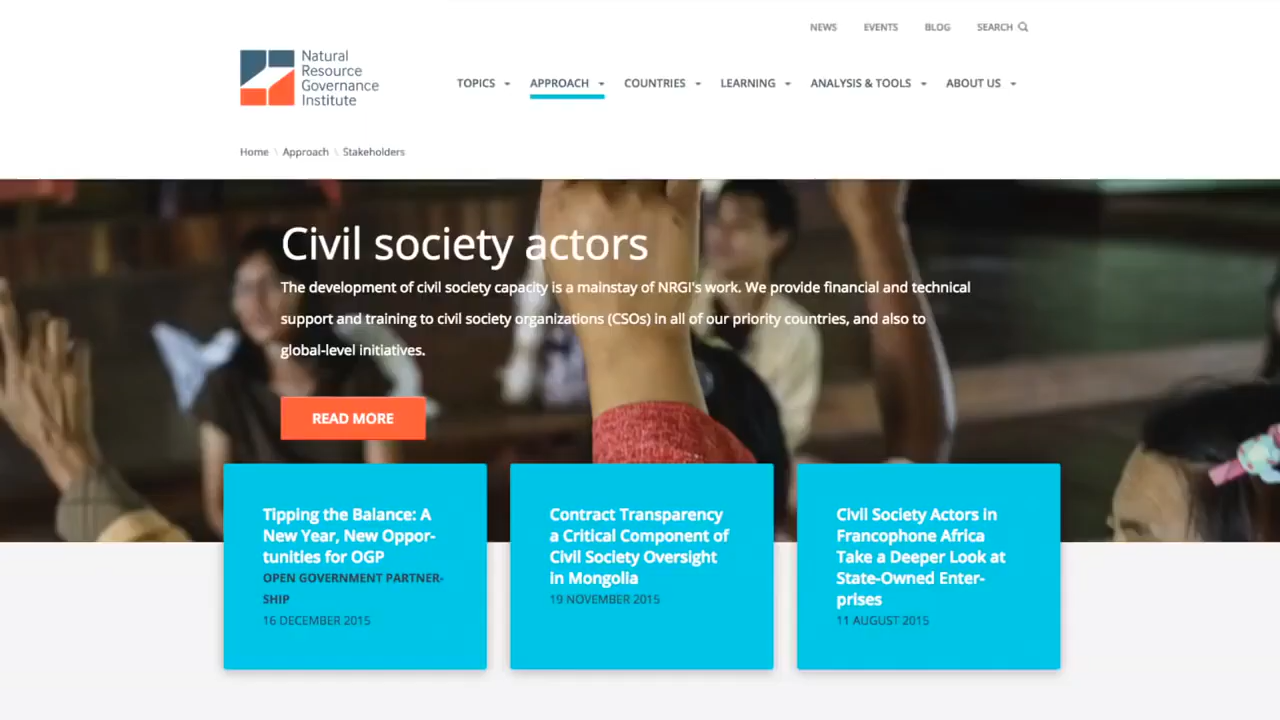 NEWS EVENTS BLOG SEARCH
Natural
Resource
Governance
Institute
TOPICS APPROACH COUNTRIES LEARNING ANALYSIS & TOOLS ABOUT US
Home \ Approach \ Stakeholders
Civil society actors
The development of civil society capacity is a mainstay of NRGI's work. We provide financial and technical
support and training to civil society organizations (CSOs) in all of our priority countries, and also to
global-level initiatives.
READ MORE
Tipping the Balance: A
New Year, New Oppor-
tunities for OGP
OPEN GOVERNMENT PARTNER-
SHIP
16 DECEMBER 2015
Contract Transparency
a Critical Component of
Civil Society Oversight
in Mongolia
19 NOVEMBER 2015
Civil Society Actors in
Francophone Africa
Take a Deeper Look at
State-Owned Enter-
prises
11 AUGUST 2015